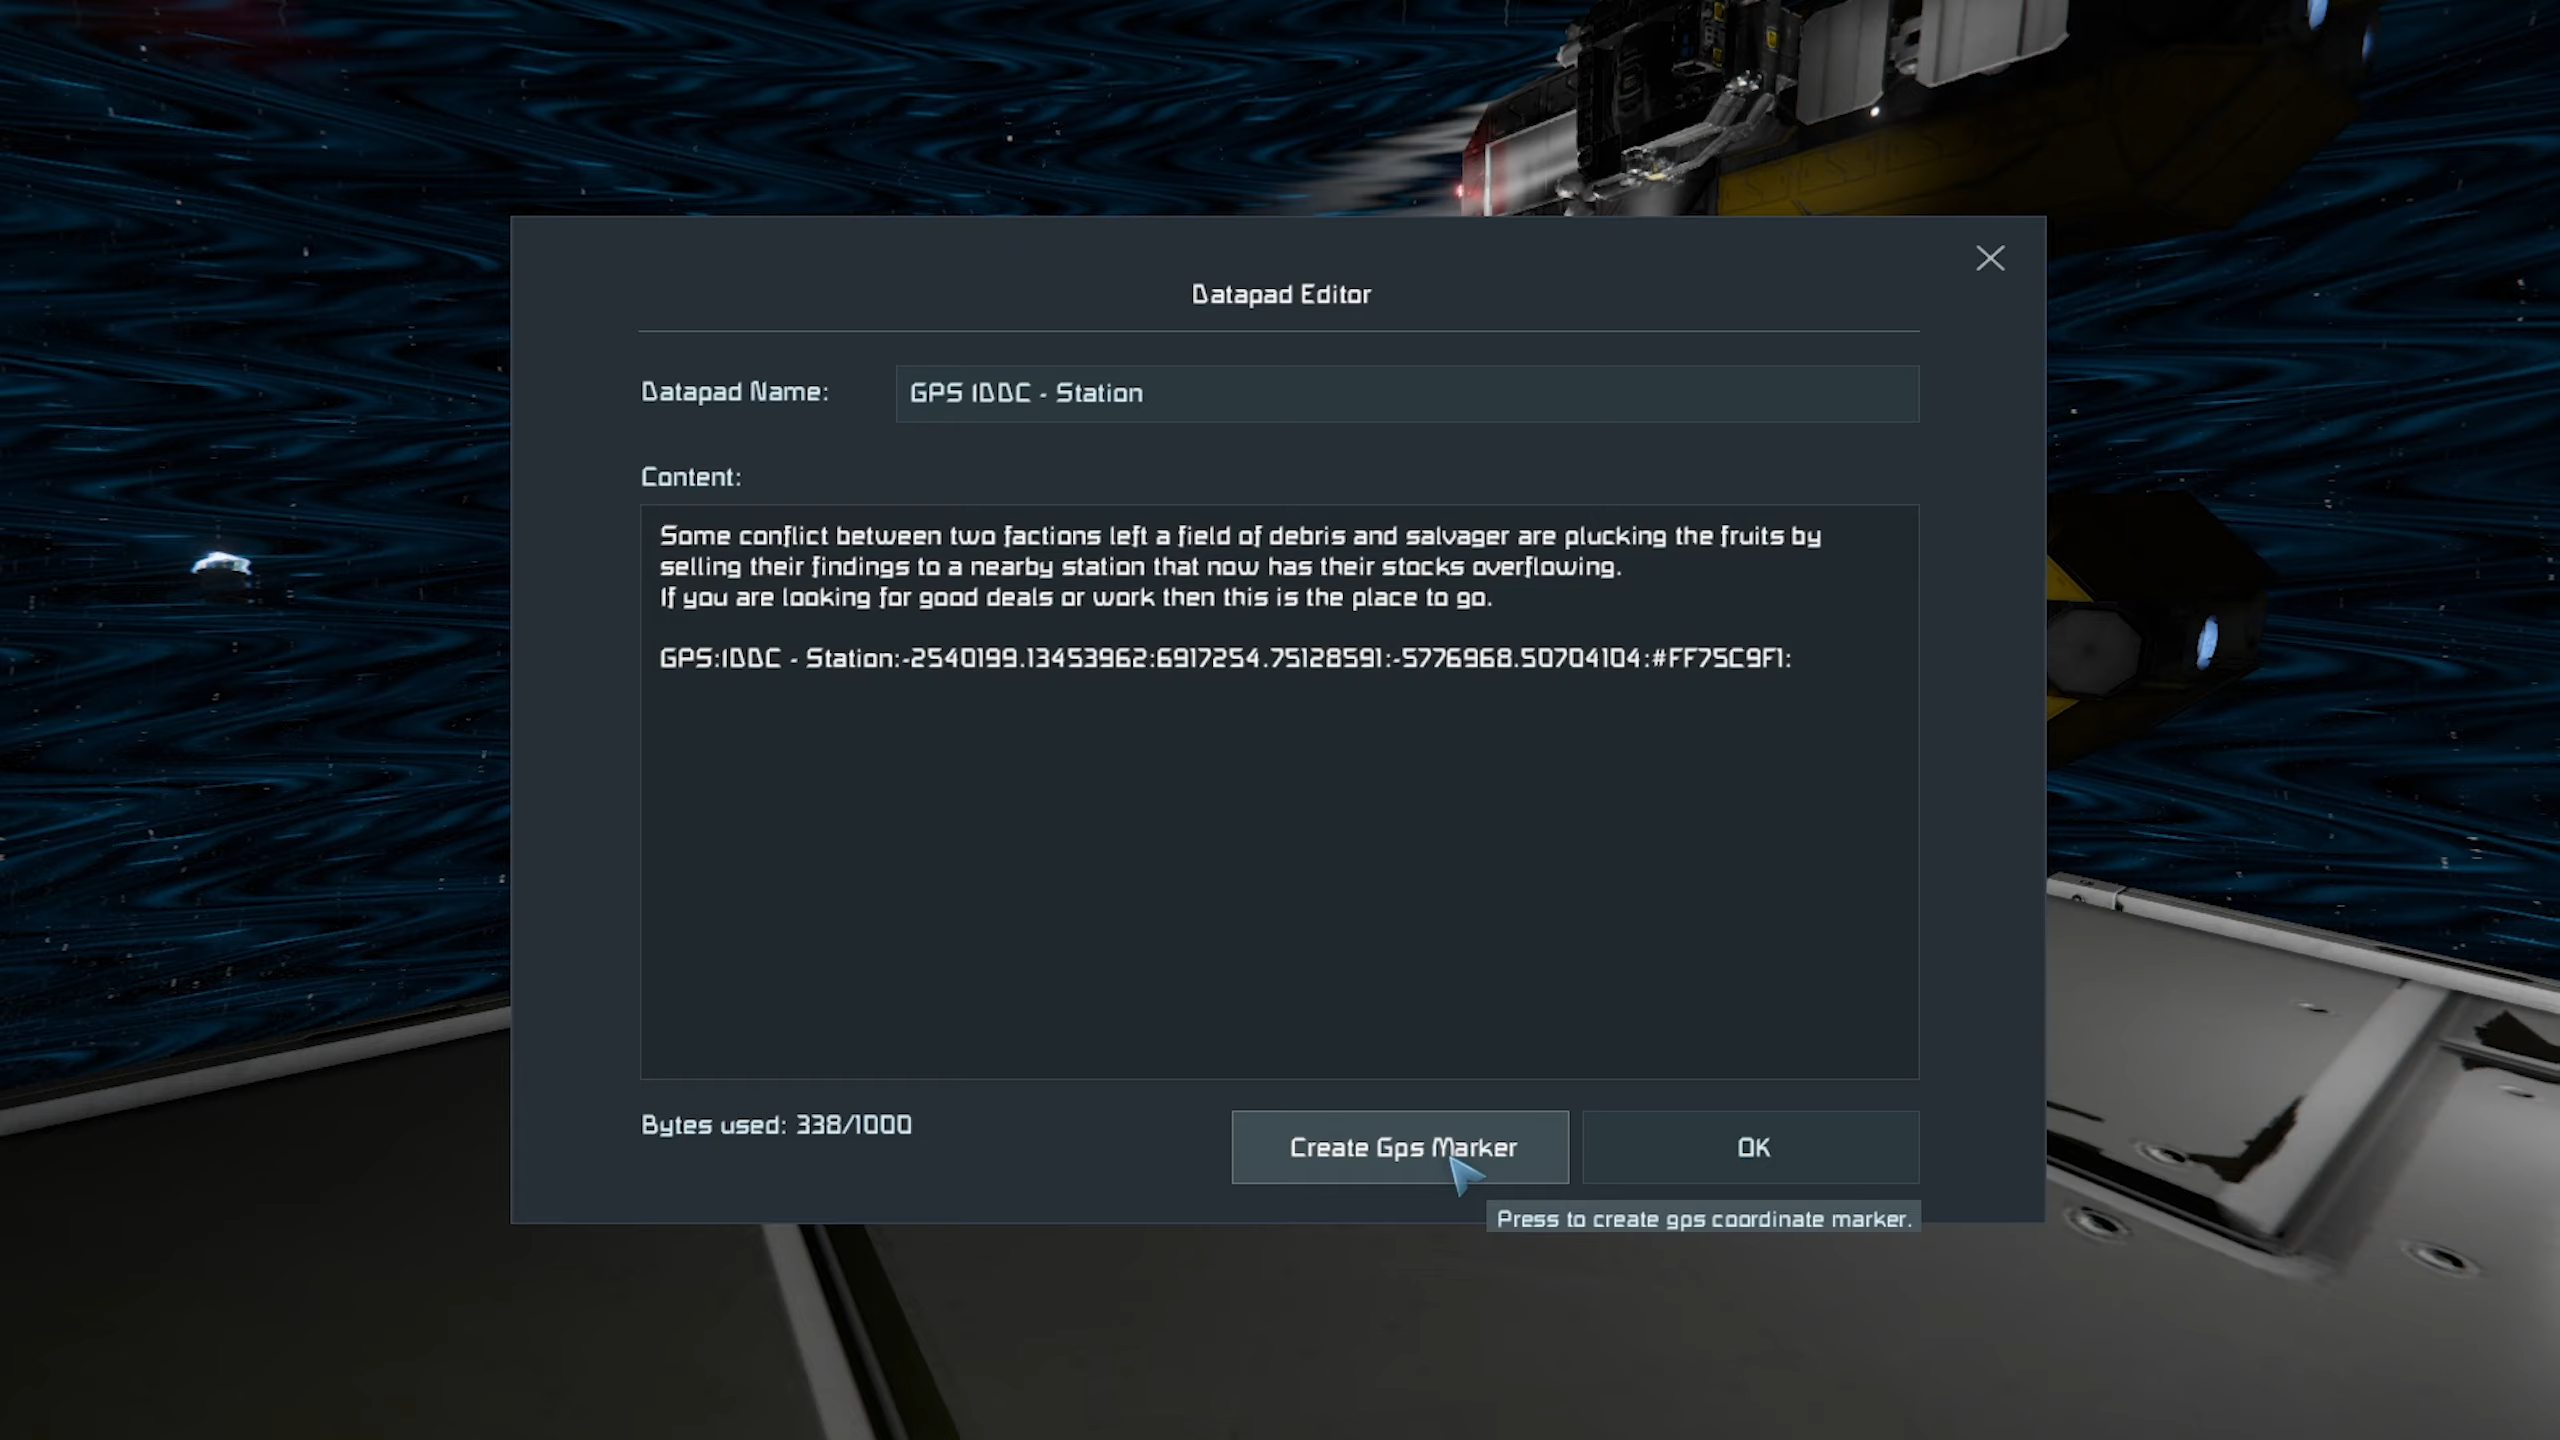 Datapad Editor
Datapad Name:
GPS 1DDC - Station
Content:
Some conflict between two factions left a field of debris and salvager are plucking the fruits by
selling their findings to a nearby station that now has their stocks overflowing.
If you are looking for good deals or work then this is the place to go.
GPS:1DDC - Station:-2540199.13453962:6917254.75128591:-5776968.50704104:#FF75C9F1:
Bytes used: 338/1000
Create Gps Marker
OK
Press to create gps coordinate marker.